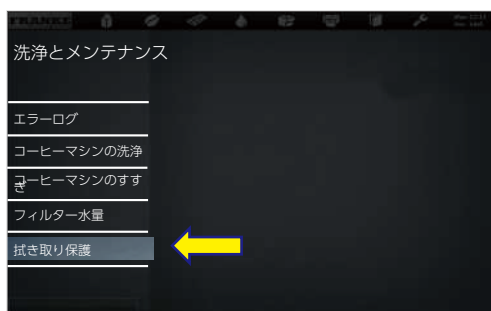 FRANKE
洗浄とメンテナンス
エラーログ
コーヒーマシンの洗浄
コーヒーマシンのすす
ぎ
フィルター水量
拭き取り保護